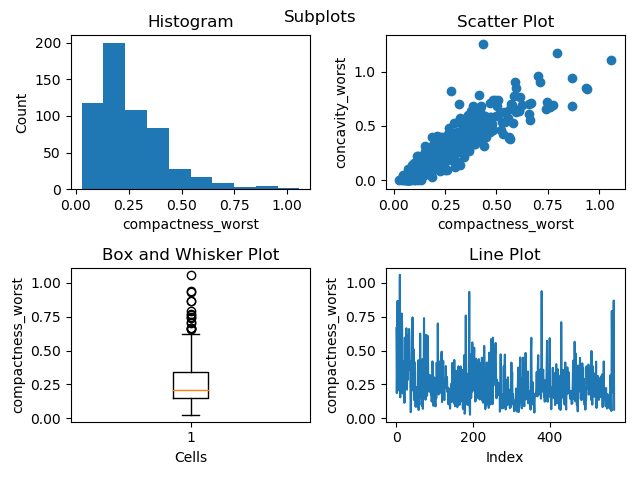 Subplots
Histogram
Count
200
150
100
50
0
0.00 0.25 0.50 0.75 1.00
compactness_worst
Scatter Plot
concavity_worst
1.0
0.5
0.0
0.00 0.25 0.50 0.75 1.00
compactness_worst
Box and Whisker Plot
compactness_worst
1.00
0.75
0.50
0.25
0.00
1
Cells
Line Plot
compactness_worst
1.00
0.75
0.50
0.25
0.00
0 200 400
Index